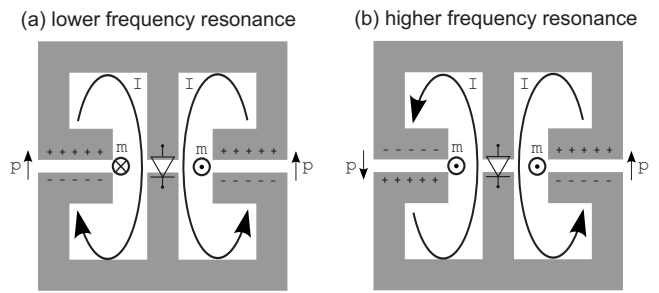 (a) lower frequency resonance
(b) higher frequency resonance
I I
I I
m m
m m
+ + + + +
+ + + + +
- - - - -
+ + + + +
p p
p p
- - - - -
- - - - -
+ + + + +
- - - - -